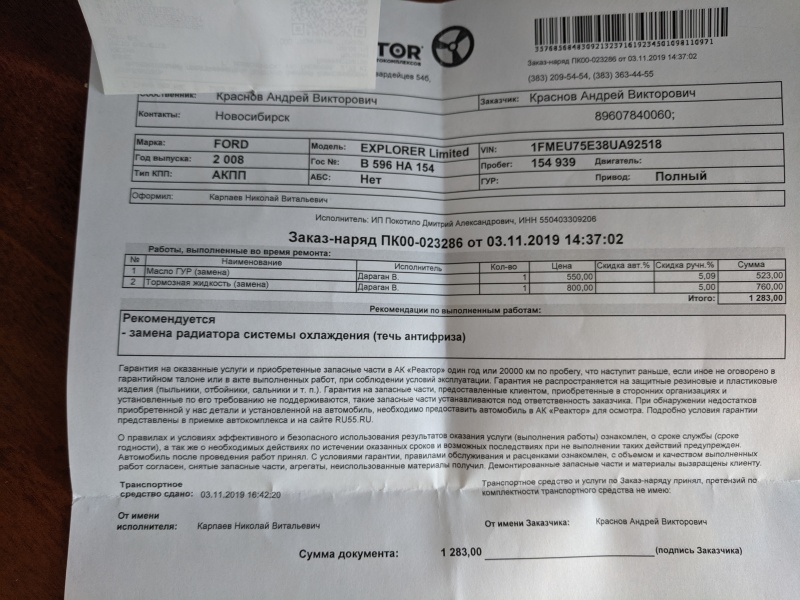 TOR
ТОКОМПЛЕКСОВ
вардейцев 54б,
Заказ-наряд ПК00-023286 от 03.11.2019 14:37:02
(383) 209-54-54, (383) 363-44-55
Собственник: Краснов Андрей Викторович Заказчик: Краснов Андрей Викторович
Контакты: Новосибирск 89607840060;
Марка: FORD Модель: EXPLORER Limited VIN: 1FMEU75E38UA92518
Год выпуска: 2 008 Гос №: В 596 НА 154 Пробег: 154 939 Двигатель:
Тип КПП: АКПП АБС: Нет ГУР: Привод: Полный
Оформил: Карпаев Николай Витальевич
Исполнитель: ИП Покотило Дмитрий Александрович, ИНН 550403309206
Заказ-наряд ПК00-023286 от 03.11.2019 14:37:02
Работы, выполненные во время ремонта:
№ Наименование Исполнитель Кол-во Цена Скидка авт.% Скидка ручн.% Сумма
1 Масло ГУР (замена) Дараган В. 1 550,00 5,09 523,00
2 Тормозная жидкость (замена) Дараган В. 1 800,00 5,00 760,00
Итого: 1 283,00
Рекомендации по выполненным работам:
Рекомендуется
- замена радиатора системы охлаждения (течь антифриза)
Гарантия на оказанные услуги и приобретенные запасные части в АК «Реактор» один год или 20000 км по пробегу, что наступит раньше, если иное не оговорено в
гарантийном талоне или в акте выполненных работ, при соблюдении условий эксплуатации. Гарантия не распространяется на защитные резиновые и пластиковые
изделия (пыльники, отбойники, сальники и т. п.). Гарантия на запасные части, предоставленные клиентом, приобретенные в сторонних организациях и
установленные по его требованию не поддерживаются, такие запасные части устанавливаются под ответственность заказчика. При обнаружении недостатков
приобретенной у нас детали и установленной на автомобиль, необходимо предоставить автомобиль в АК «Реактор» для осмотра. Подробно условия гарантии
представлены в приемке автокомплекса и на сайте RU55.RU.
О правилах и условиях эффективного и безопасного использования результатов оказания услуги (выполнения работы) ознакомлен, о сроке службы (сроке
годности), а так же о необходимых действиях по истечении указанных сроков и возможных последствиях при не выполнении таких действий предупрежден.
Автомобиль после проведения работ принял. С условиями гарантии, правилами обслуживания и расценками ознакомлен, с объемом и качеством выполненных
работ согласен, снятые запасные части, агрегаты, неиспользованные материалы получил. Демонтированные запасные части и материалы возвращены клиенту.
Транспортное
средство сдано: 03.11.2019 16:42:20
Транспортное средство и услуги по Заказ-наряду принял, претензий по
комплектности транспортного средства не имею:
От имени
исполнителя: Карпаев Николай Витальевич
От имени Заказчика: Краснов Андрей Викторович
Сумма документа: 1 283,00 (подпись Заказчика)